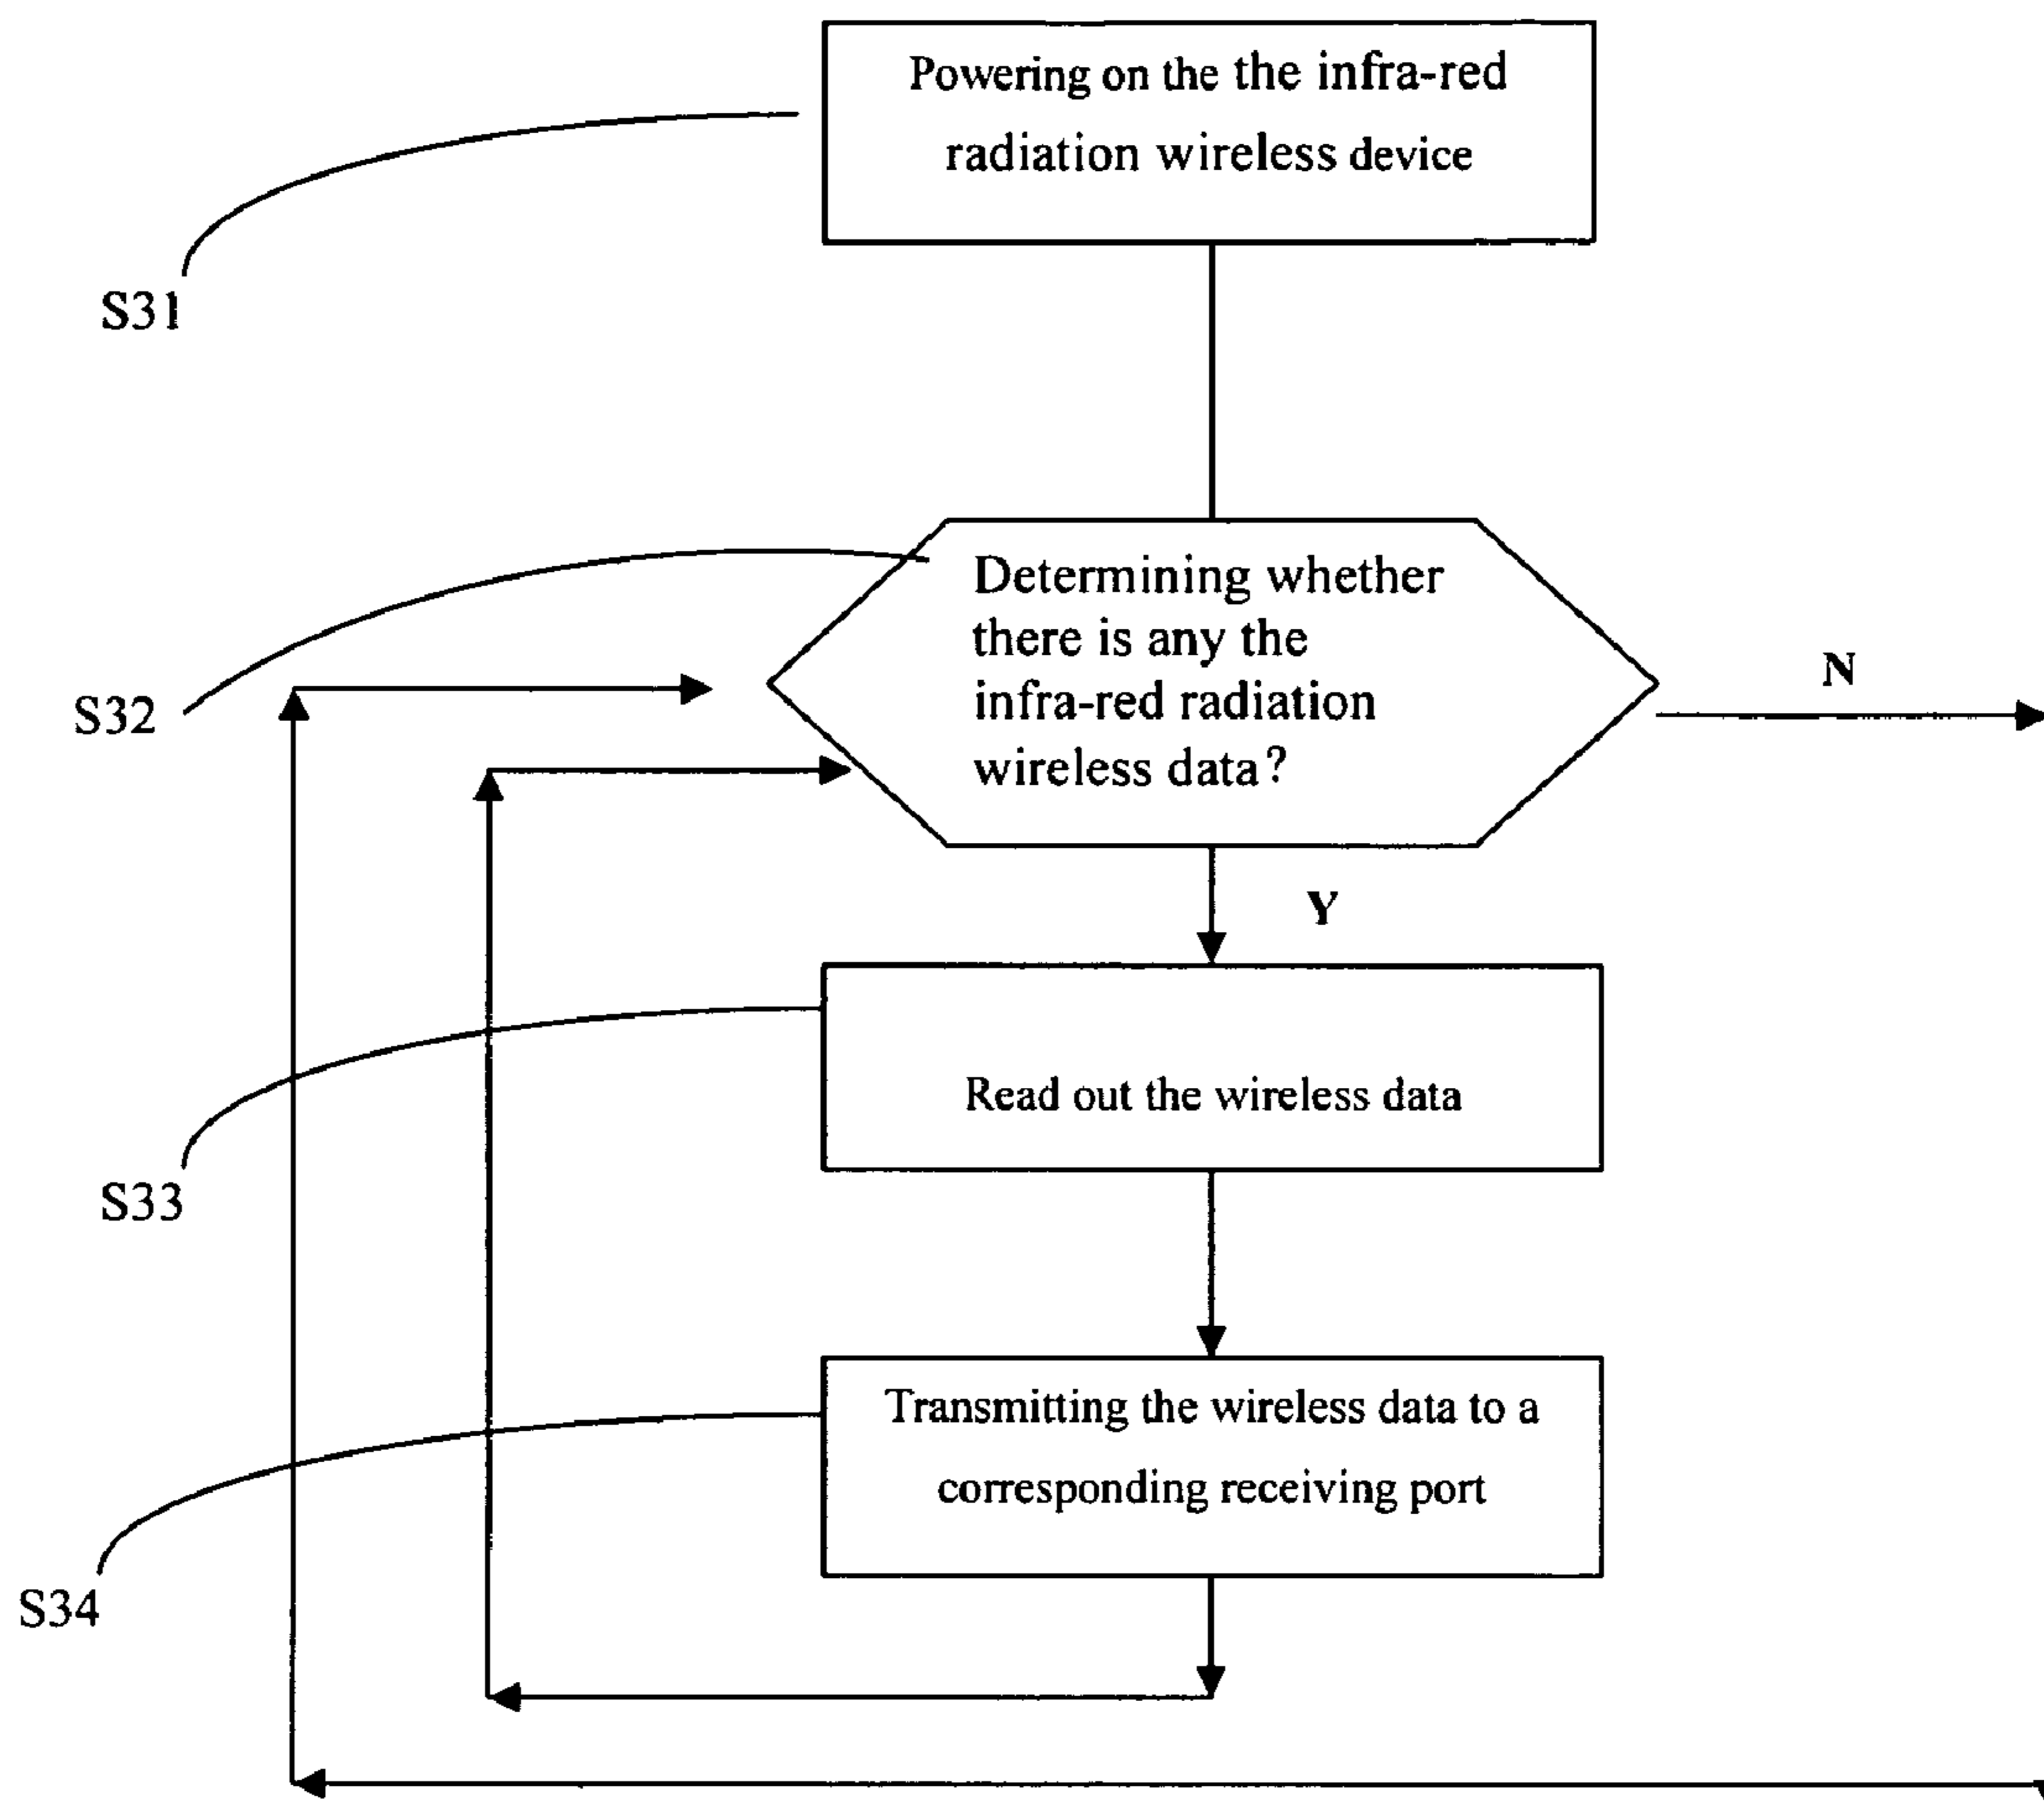 Powering on the the infra-red
radiation wireless device
S31
Determining whether
there is any the
infra-red radiation
wireless data?
N
S32
Y
Read out the wireless data
S33
Transmitting the wireless data to a
corresponding receiving port
S34